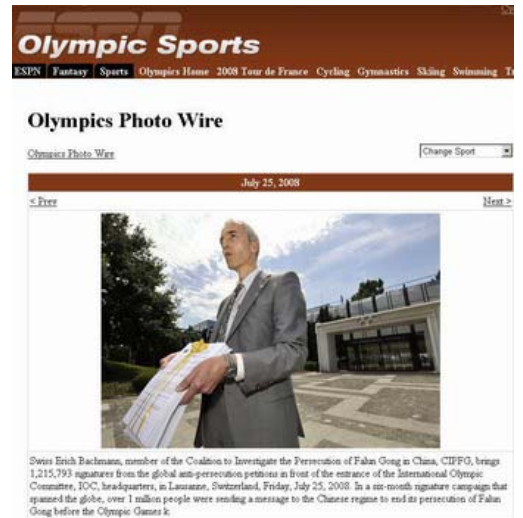 ESPN
Olympic Sports
ESPN Fantasy Sports Olympics Home 2008 Tour de France Cycling Gymnastics Skiing Swimming
Olympics Photo Wire
Olympics Photo Wire
Change Sport
July 25, 2008
< Prev
Next >
Swiss Erich Bachmann, member of the Coalition to Investigate the Persecution of Falun Gong in China, CIPFG, brings
1,215,793 signatures from the global anti-persecution petitions in front of the entrance of the International Olympic
Committee, IOC, headquarters, in Lausanne, Switzerland, Friday, July 25, 2008. In a six-month signature campaign that
spanned the globe, over 1 million people were sending a message to the Chinese regime to end its persecution of Falun
Gong before the Olympic Games k